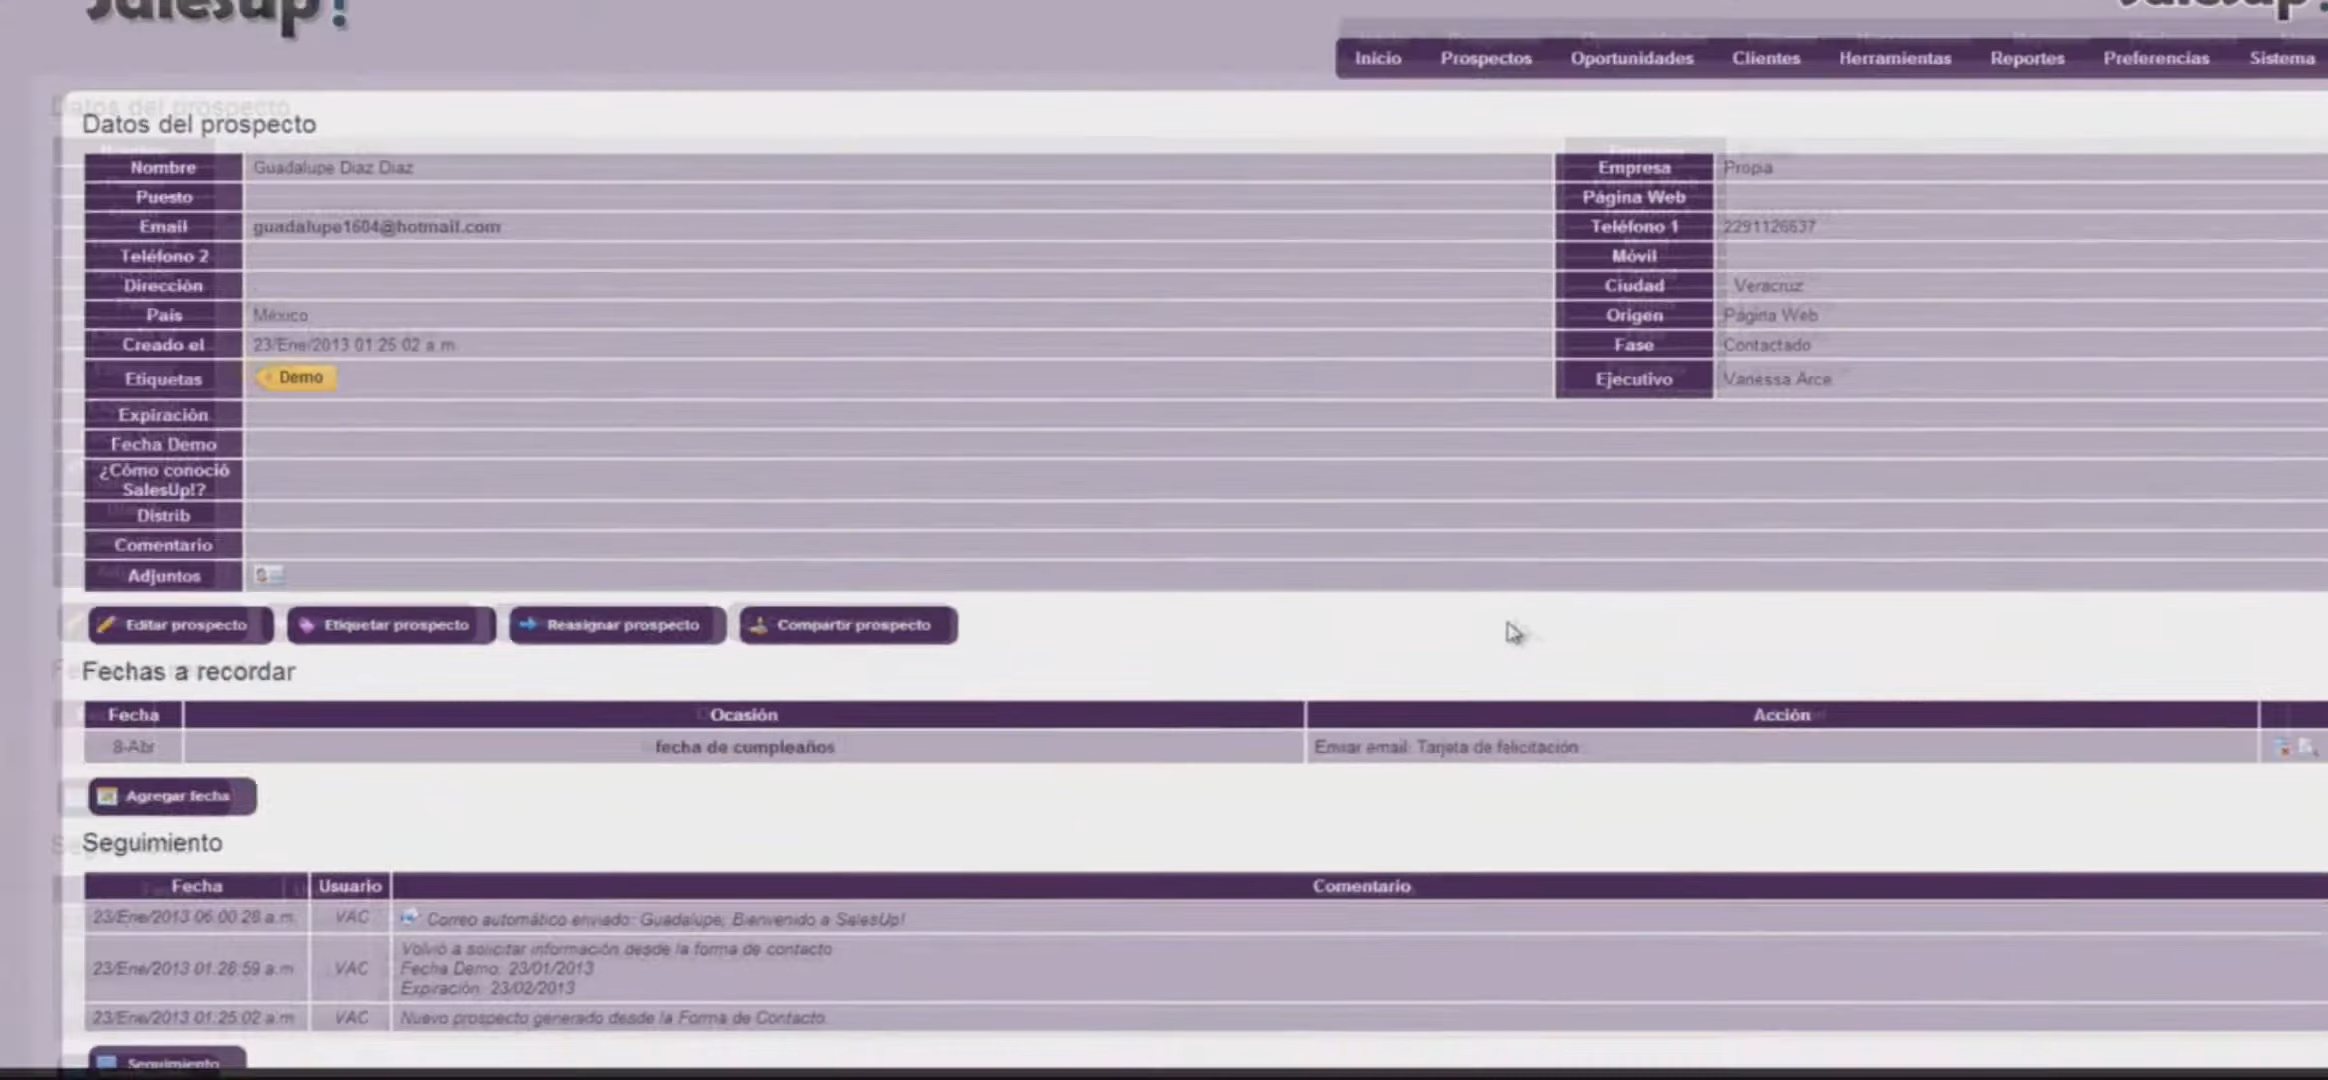 SalesUp!
Inicio Prospectos Oportunidades Clientes Herramientas Reportes Preferencias Sistema
Datos del prospecto
Nombre Guadalupe Diaz Diaz Empresa Propia
Puesto Página Web
Email guadalupe1604@hotmail.com Teléfono 1 2291126637
Teléfono 2 Móvil
Dirección Ciudad Veracruz
País México Origen Página Web
Creado el 23/Ene/2013 01:25:02 a.m. Fase Contactado
Etiquetas Demo Ejecutivo Vanessa Arce
Expiración
Fecha Demo
¿Cómo conoció
SalesUp!?
Distrib
Comentario
Adjuntos
Editar prospecto Etiquetar prospecto Reasignar prospecto Compartir prospecto
Fechas a recordar
Fecha Ocasión Acción
8-Abr fecha de cumpleaños Enviar email: Tarjeta de felicitación
Agregar fecha
Seguimiento
Fecha Usuario Comentario
23/Ene/2013 06:00:28 a.m. VAC Correo automático enviado: Guadalupe, Bienvenido a SalesUp!
Volvió a solicitar información desde la forma de contacto
23/Ene/2013 01:28:59 a.m. VAC Fecha Demo: 23/01/2013
Expiración: 23/02/2013
23/Ene/2013 01:25:02 a.m. VAC Nuevo prospecto generado desde la Forma de Contacto.
Seguimiento